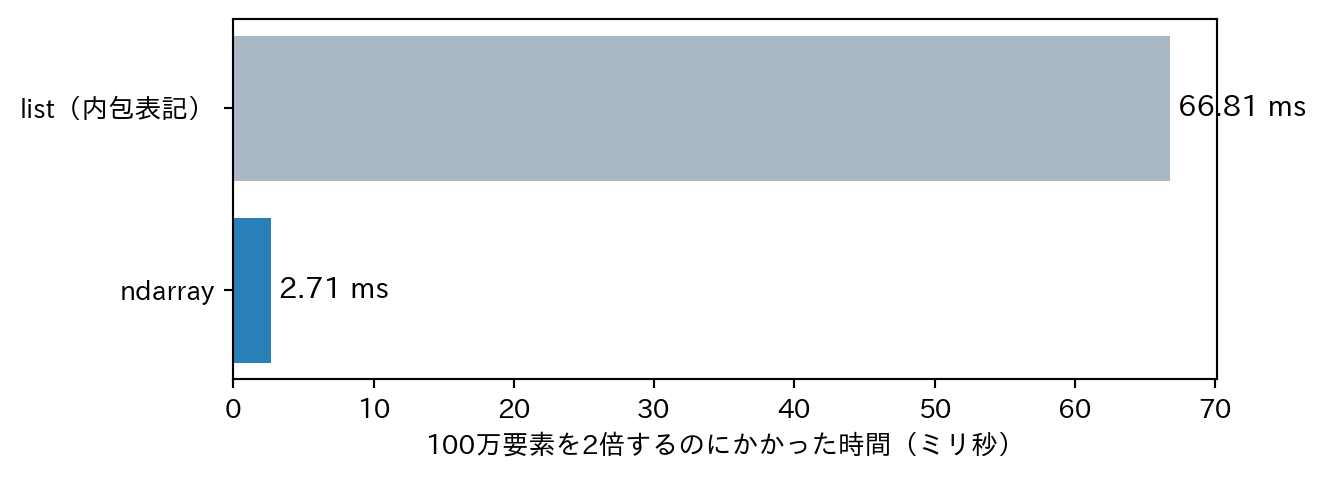 list（内包表記）
66.81 ms
ndarray
2.71 ms
0 10 20 30 40 50 60 70
100万要素を2倍するのにかかった時間（ミリ秒）